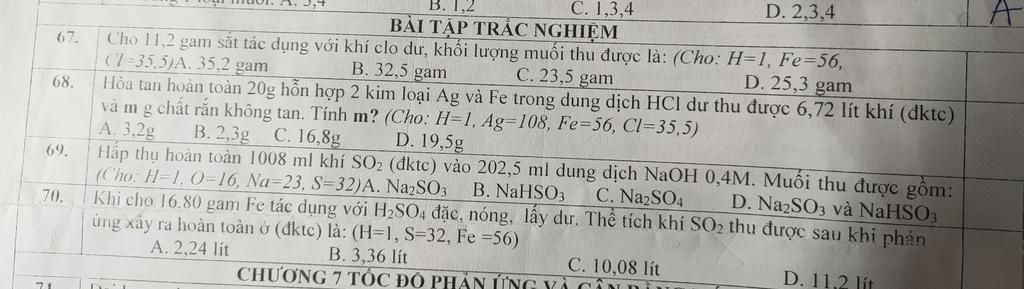 B. 1,2 C. 1,3,4 D. 2,3,4
A
BÀI TẬP TRẮC NGHIỆM
67. Cho 11,2 gam sắt tác dụng với khí clo dư, khối lượng muối thu được là: (Cho: H=1, Fe=56,
Cl=35,5)A. 35,2 gam B. 32,5 gam C. 23,5 gam D. 25,3 gam
68. Hòa tan hoàn toàn 20g hỗn hợp 2 kim loại Ag và Fe trong dung dịch HCl dư thu được 6,72 lít khí (đktc)
và m g chất rắn không tan. Tính m? (Cho: H=1, Ag=108, Fe=56, Cl=35,5)
A. 3,2g B. 2,3g C. 16,8g D. 19,5g
69. Hấp thụ hoàn toàn 1008 ml khí SO₂ (đktc) vào 202,5 ml dung dịch NaOH 0,4M. Muối thu được gồm:
(Cho: H=1, O=16, Na=23, S=32)A. Na₂SO₃ B. NaHSO₃ C. Na₂SO₄ D. Na₂SO₃ và NaHSO₃
70. Khi cho 16,80 gam Fe tác dụng với H₂SO₄ đặc, nóng, lấy dư. Thể tích khí SO₂ thu được sau khi phản
ứng xảy ra hoàn toàn ở (đktc) là: (H=1, S=32, Fe =56)
A. 2,24 lít B. 3,36 lít C. 10,08 lít D. 11,2 lít
CHƯƠNG 7 TỐC ĐỘ PHẢN ỨNG VÀ CÂN
71